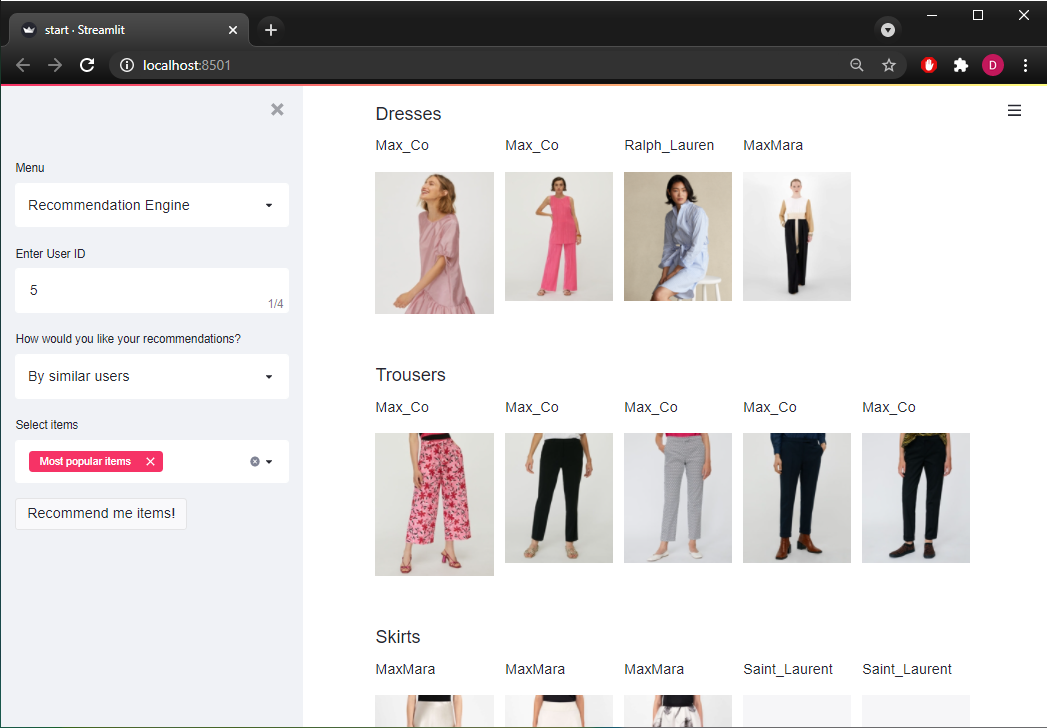 start · Streamlit
localhost:8501
D
Menu
Recommendation Engine
Enter User ID
5
1/4
How would you like your recommendations?
By similar users
Select items
Most popular items
Recommend me items!
Dresses
Max_Co Max_Co Ralph_Lauren MaxMara
Trousers
Max_Co Max_Co Max_Co Max_Co Max_Co
Skirts
MaxMara MaxMara MaxMara Saint_Laurent Saint_Laurent